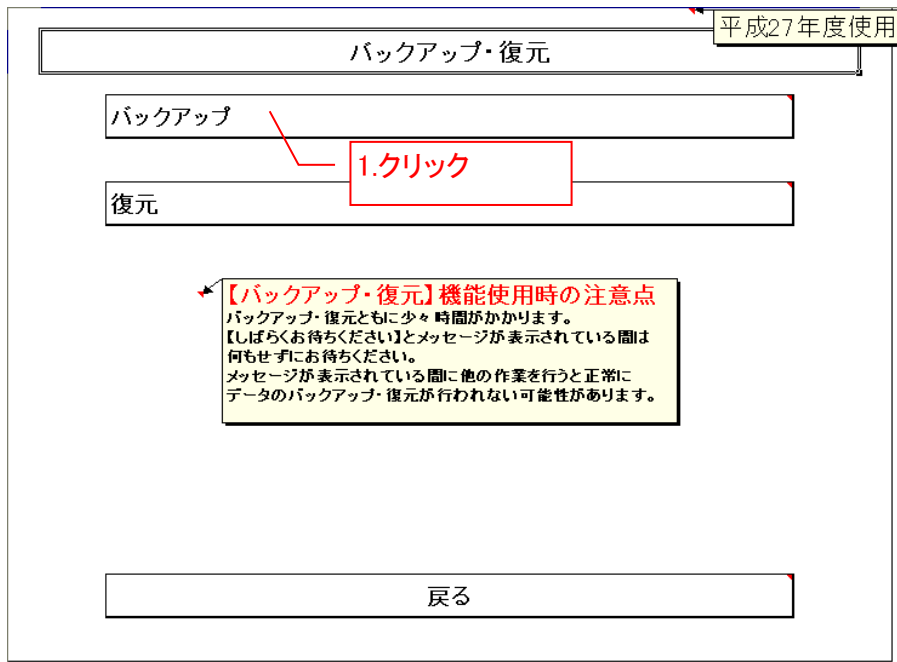 平成27年度使用
バックアップ・復元
バックアップ
1.クリック
復元
【バックアップ・復元】機能使用時の注意点
バックアップ・復元ともに少々時間がかかります。
【しばらくお待ちください】とメッセージが表示されている間は
何もせずにお待ちください。
メッセージが表示されている間に他の作業を行うと正常に
データのバックアップ・復元が行われない可能性があります。
戻る